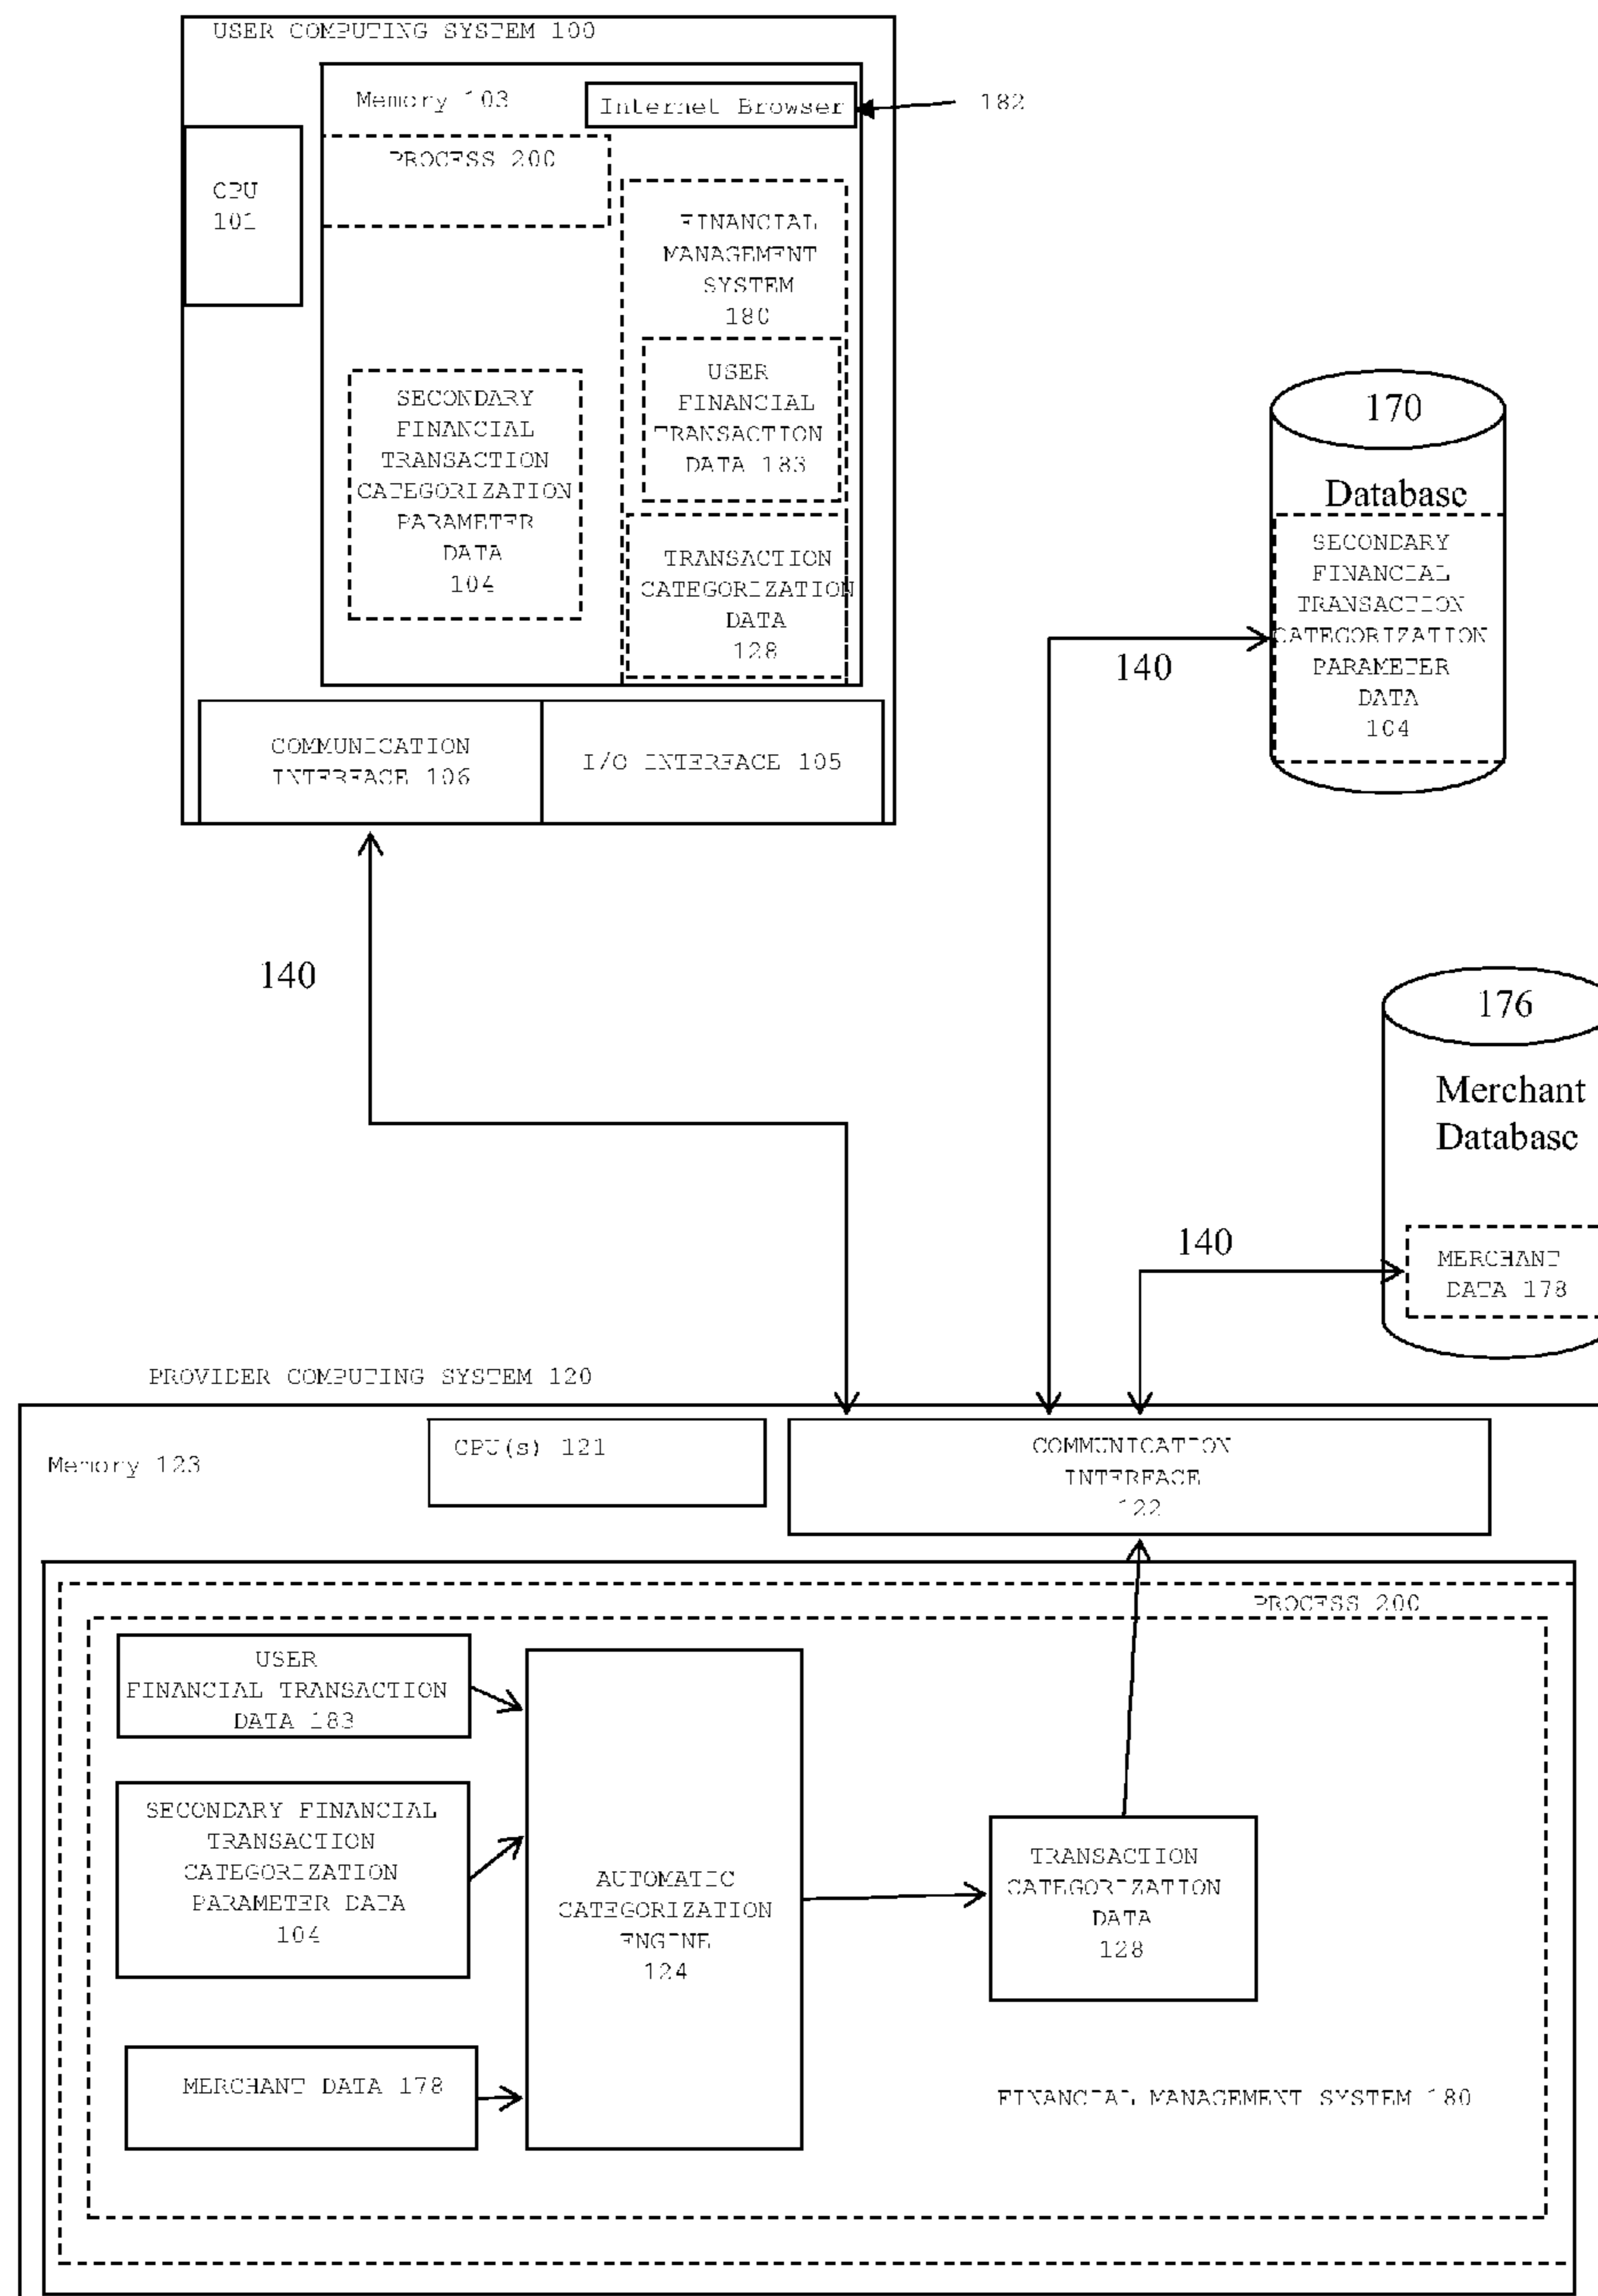 USER COMPUTING SYSTEM 100
Memory 103
Internet Browser
182
PROCESS 200
CPU
101
FINANCIAL
MANAGEMENT
SYSTEM
180
USER
FINANCIAL
TRANSACTION
DATA 183
SECONDARY
FINANCIAL
TRANSACTION
CATEGORIZATION
PARAMETER
DATA
104
TRANSACTION
CATEGORIZATION
DATA
128
COMMUNICATION
INTERFACE 106
I/O INTERFACE 105
170
Database
SECONDARY
FINANCIAL
TRANSACTION
CATEGORIZATION
PARAMETER
DATA
104
140
140
176
Merchant
Database
140
MERCHANT
DATA 178
PROVIDER COMPUTING SYSTEM 120
Memory 123
CPU(s) 121
COMMUNICATION
INTERFACE
122
PROCESS 200
USER
FINANCIAL TRANSACTION
DATA 183
SECONDARY FINANCIAL
TRANSACTION
CATEGORIZATION
PARAMETER DATA
104
MERCHANT DATA 178
AUTOMATIC
CATEGORIZATION
ENGINE
124
TRANSACTION
CATEGORIZATION
DATA
128
FINANCIAL MANAGEMENT SYSTEM 180